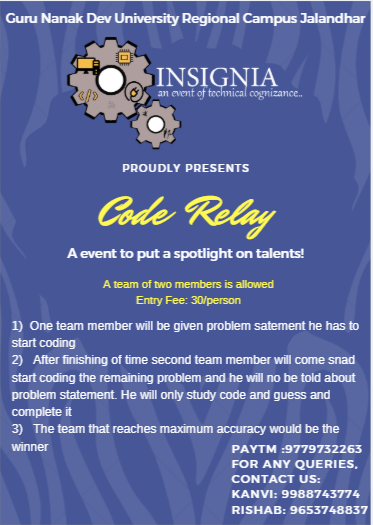 Guru Nanak Dev University Regional Campus Jalandhar
INSIGNIA
an event of technical cognizance..
PROUDLY PRESENTS
Code Relay
A event to put a spotlight on talents!
A team of two members is allowed
Entry Fee: 30/person
1) One team member will be given problem satement he has to
start coding
2) After finishing of time second team member will come snad
start coding the remaining problem and he will no be told about
problem statement. He will only study code and guess and
complete it
3) The team that reaches maximum accuracy would be the
winner
PAYTM :9779732263
FOR ANY QUERIES,
CONTACT US:
KANVI: 9988743774
RISHAB: 9653748837